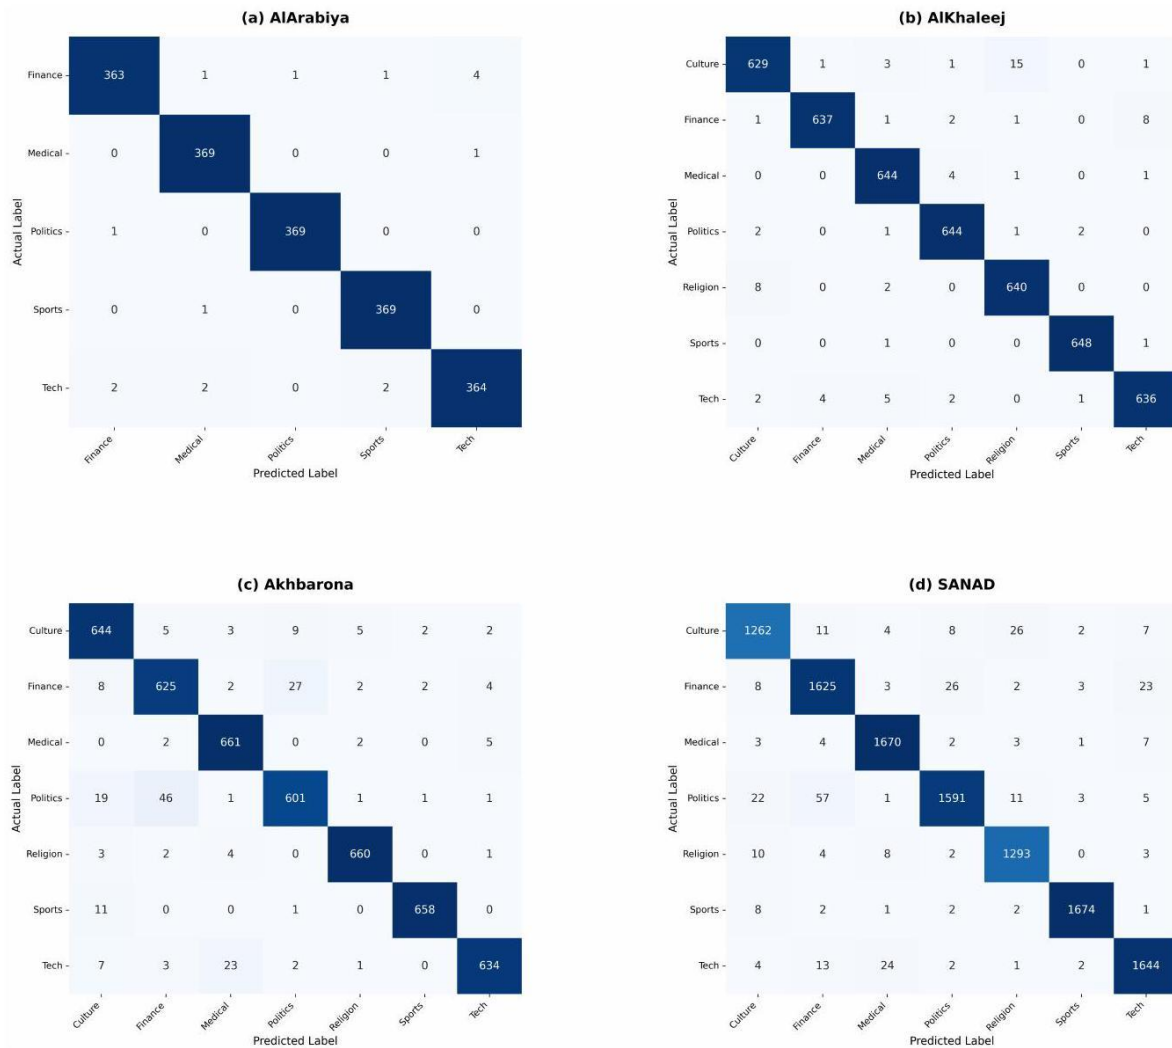 (a) AlArabiya
Actual Label
Finance 363 1 1 1 4
Medical 0 369 0 0 1
Politics 1 0 369 0 0
Sports 0 1 0 369 0
Tech 2 2 0 2 364
Finance Medical Politics Sports Tech
Predicted Label
(b) AlKhaleej
Actual Label
Culture 629 1 3 1 15 0 1
Finance 1 637 1 2 1 0 8
Medical 0 0 644 4 1 0 1
Politics 2 0 1 644 1 2 0
Religion 8 0 2 0 640 0 0
Sports 0 0 1 0 0 648 1
Tech 2 4 5 2 0 1 636
Culture Finance Medical Politics Religion Sports Tech
Predicted Label
(c) Akhbarona
Actual Label
Culture 644 5 3 9 5 2 2
Finance 8 625 2 27 2 2 4
Medical 0 2 661 0 2 0 5
Politics 19 46 1 601 1 1 1
Religion 3 2 4 0 660 0 1
Sports 11 0 0 1 0 658 0
Tech 7 3 23 2 1 0 634
Culture Finance Medical Politics Religion Sports Tech
Predicted Label
(d) SANAD
Actual Label
Culture 1262 11 4 8 26 2 7
Finance 8 1625 3 26 2 3 23
Medical 3 4 1670 2 3 1 7
Politics 22 57 1 1591 11 3 5
Religion 10 4 8 2 1293 0 3
Sports 8 2 1 2 2 1674 1
Tech 4 13 24 2 1 2 1644
Culture Finance Medical Politics Religion Sports Tech
Predicted Label